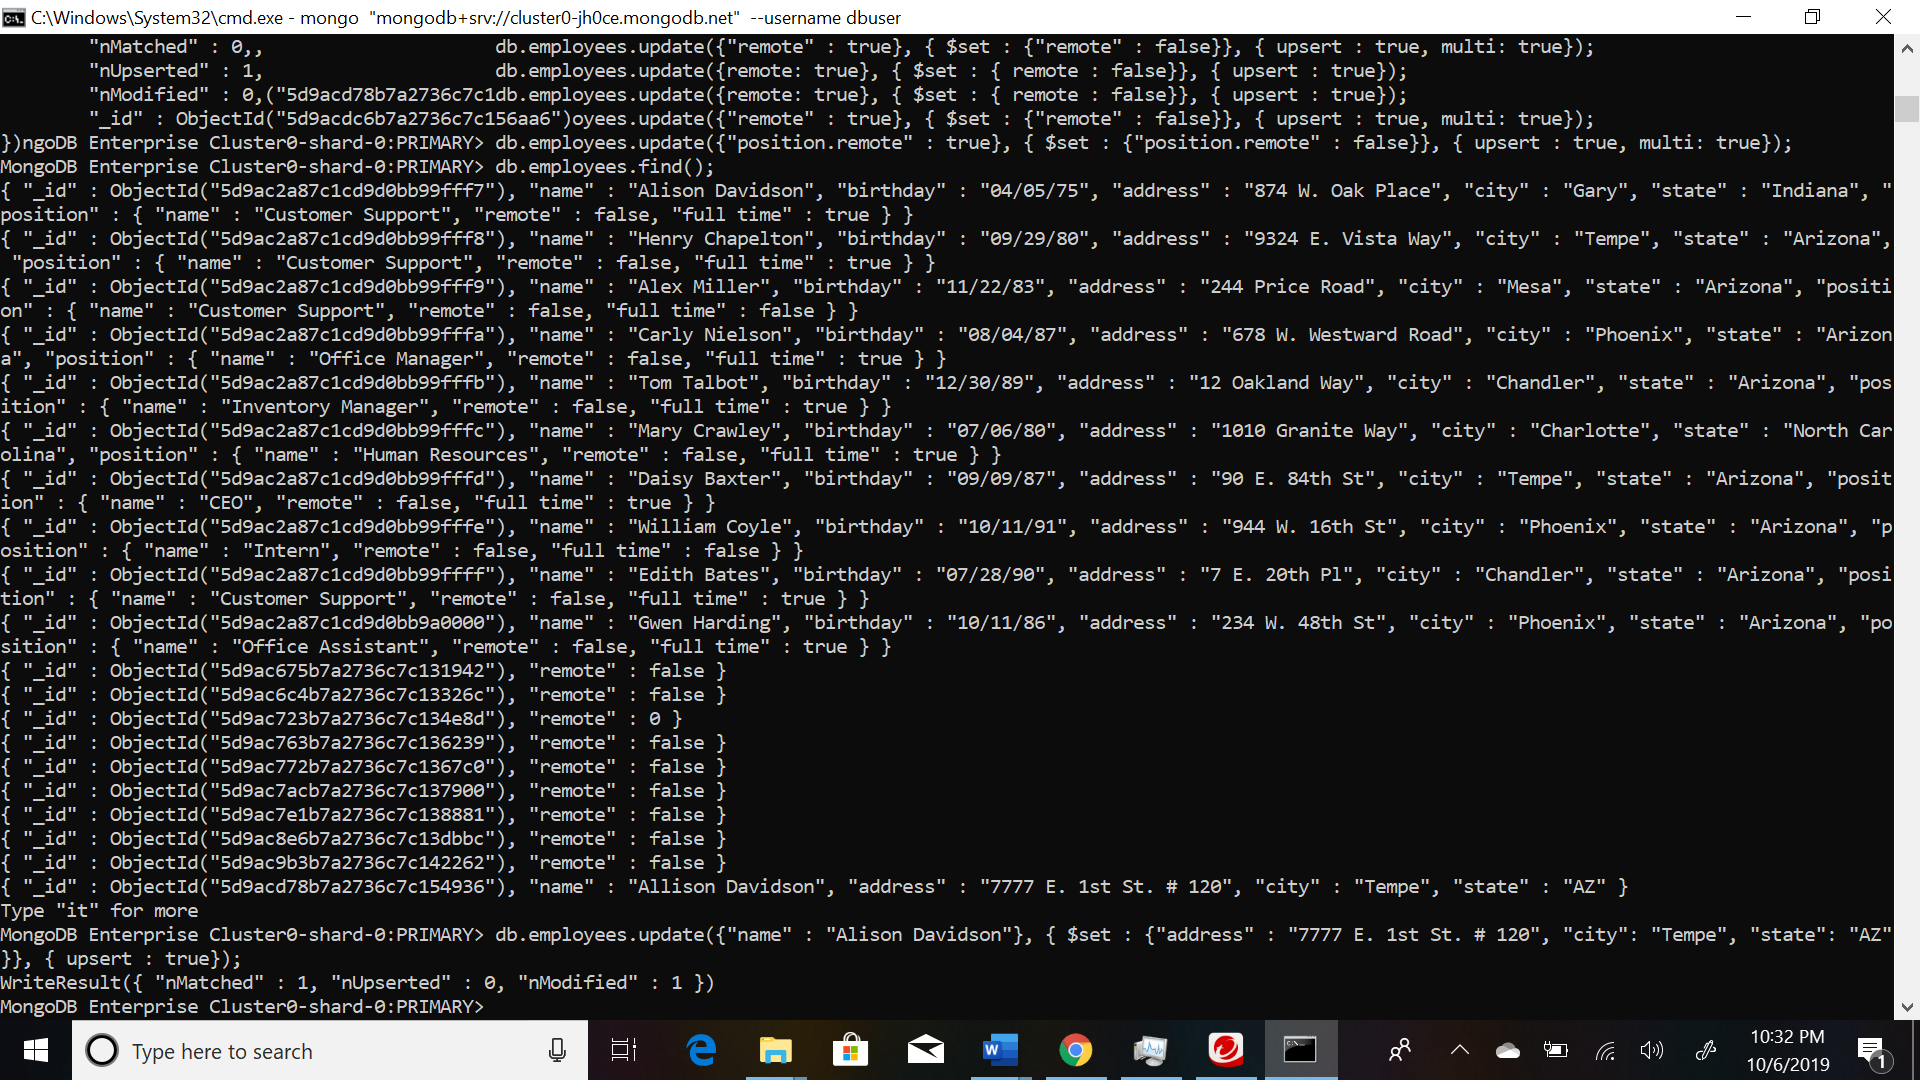 C:\Windows\System32\cmd.exe - mongo  "mongodb+srv://cluster0-jh0ce.mongodb.net"  --username dbuser
        "nMatched" : 0,,                     db.employees.update({"remote" : true}, { $set : {"remote" : false}}, { upsert : true, multi: true});
        "nUpserted" : 1,                     db.employees.update({remote: true}, { $set : { remote : false}}, { upsert : true});
        "nModified" : 0,("5d9acd78b7a2736c7c1db.employees.update({remote: true}, { $set : { remote : false}}, { upsert : true});
        "_id" : ObjectId("5d9acdc6b7a2736c7c156aa6")oyees.update({"remote" : true}, { $set : {"remote" : false}}, { upsert : true, multi: true});
})ngoDB Enterprise Cluster0-shard-0:PRIMARY> db.employees.update({"position.remote" : true}, { $set : {"position.remote" : false}}, { upsert : true, multi: true});
MongoDB Enterprise Cluster0-shard-0:PRIMARY> db.employees.find();
{ "_id" : ObjectId("5d9ac2a87c1cd9d0bb99fff7"), "name" : "Alison Davidson", "birthday" : "04/05/75", "address" : "874 W. Oak Place", "city" : "Gary", "state" : "Indiana", "
position" : { "name" : "Customer Support", "remote" : false, "full time" : true } }
{ "_id" : ObjectId("5d9ac2a87c1cd9d0bb99fff8"), "name" : "Henry Chapelton", "birthday" : "09/29/80", "address" : "9324 E. Vista Way", "city" : "Tempe", "state" : "Arizona",
 "position" : { "name" : "Customer Support", "remote" : false, "full time" : true } }
{ "_id" : ObjectId("5d9ac2a87c1cd9d0bb99fff9"), "name" : "Alex Miller", "birthday" : "11/22/83", "address" : "244 Price Road", "city" : "Mesa", "state" : "Arizona", "positi
on" : { "name" : "Customer Support", "remote" : false, "full time" : false } }
{ "_id" : ObjectId("5d9ac2a87c1cd9d0bb99fffa"), "name" : "Carly Nielson", "birthday" : "08/04/87", "address" : "678 W. Westward Road", "city" : "Phoenix", "state" : "Arizon
a", "position" : { "name" : "Office Manager", "remote" : false, "full time" : true } }
{ "_id" : ObjectId("5d9ac2a87c1cd9d0bb99fffb"), "name" : "Tom Talbot", "birthday" : "12/30/89", "address" : "12 Oakland Way", "city" : "Chandler", "state" : "Arizona", "pos
ition" : { "name" : "Inventory Manager", "remote" : false, "full time" : true } }
{ "_id" : ObjectId("5d9ac2a87c1cd9d0bb99fffc"), "name" : "Mary Crawley", "birthday" : "07/06/80", "address" : "1010 Granite Way", "city" : "Charlotte", "state" : "North Car
olina", "position" : { "name" : "Human Resources", "remote" : false, "full time" : true } }
{ "_id" : ObjectId("5d9ac2a87c1cd9d0bb99fffd"), "name" : "Daisy Baxter", "birthday" : "09/09/87", "address" : "90 E. 84th St", "city" : "Tempe", "state" : "Arizona", "posit
ion" : { "name" : "CEO", "remote" : false, "full time" : true } }
{ "_id" : ObjectId("5d9ac2a87c1cd9d0bb99fffe"), "name" : "William Coyle", "birthday" : "10/11/91", "address" : "944 W. 16th St", "city" : "Phoenix", "state" : "Arizona", "p
osition" : { "name" : "Intern", "remote" : false, "full time" : false } }
{ "_id" : ObjectId("5d9ac2a87c1cd9d0bb99ffff"), "name" : "Edith Bates", "birthday" : "07/28/90", "address" : "7 E. 20th Pl", "city" : "Chandler", "state" : "Arizona", "posi
tion" : { "name" : "Customer Support", "remote" : false, "full time" : true } }
{ "_id" : ObjectId("5d9ac2a87c1cd9d0bb9a0000"), "name" : "Gwen Harding", "birthday" : "10/11/86", "address" : "234 W. 48th St", "city" : "Phoenix", "state" : "Arizona", "po
sition" : { "name" : "Office Assistant", "remote" : false, "full time" : true } }
{ "_id" : ObjectId("5d9ac675b7a2736c7c131942"), "remote" : false }
{ "_id" : ObjectId("5d9ac6c4b7a2736c7c13326c"), "remote" : false }
{ "_id" : ObjectId("5d9ac723b7a2736c7c134e8d"), "remote" : 0 }
{ "_id" : ObjectId("5d9ac763b7a2736c7c136239"), "remote" : false }
{ "_id" : ObjectId("5d9ac772b7a2736c7c1367c0"), "remote" : false }
{ "_id" : ObjectId("5d9ac7acb7a2736c7c137900"), "remote" : false }
{ "_id" : ObjectId("5d9ac7e1b7a2736c7c138881"), "remote" : false }
{ "_id" : ObjectId("5d9ac8e6b7a2736c7c13dbbc"), "remote" : false }
{ "_id" : ObjectId("5d9ac9b3b7a2736c7c142262"), "remote" : false }
{ "_id" : ObjectId("5d9acd78b7a2736c7c154936"), "name" : "Allison Davidson", "address" : "7777 E. 1st St. # 120", "city" : "Tempe", "state" : "AZ" }
Type "it" for more
MongoDB Enterprise Cluster0-shard-0:PRIMARY> db.employees.update({"name" : "Alison Davidson"}, { $set : {"address" : "7777 E. 1st St. # 120", "city": "Tempe", "state": "AZ"
}}, { upsert : true});
WriteResult({ "nMatched" : 1, "nUpserted" : 0, "nModified" : 1 })
MongoDB Enterprise Cluster0-shard-0:PRIMARY>
Type here to search
10:32 PM
10/6/2019
1